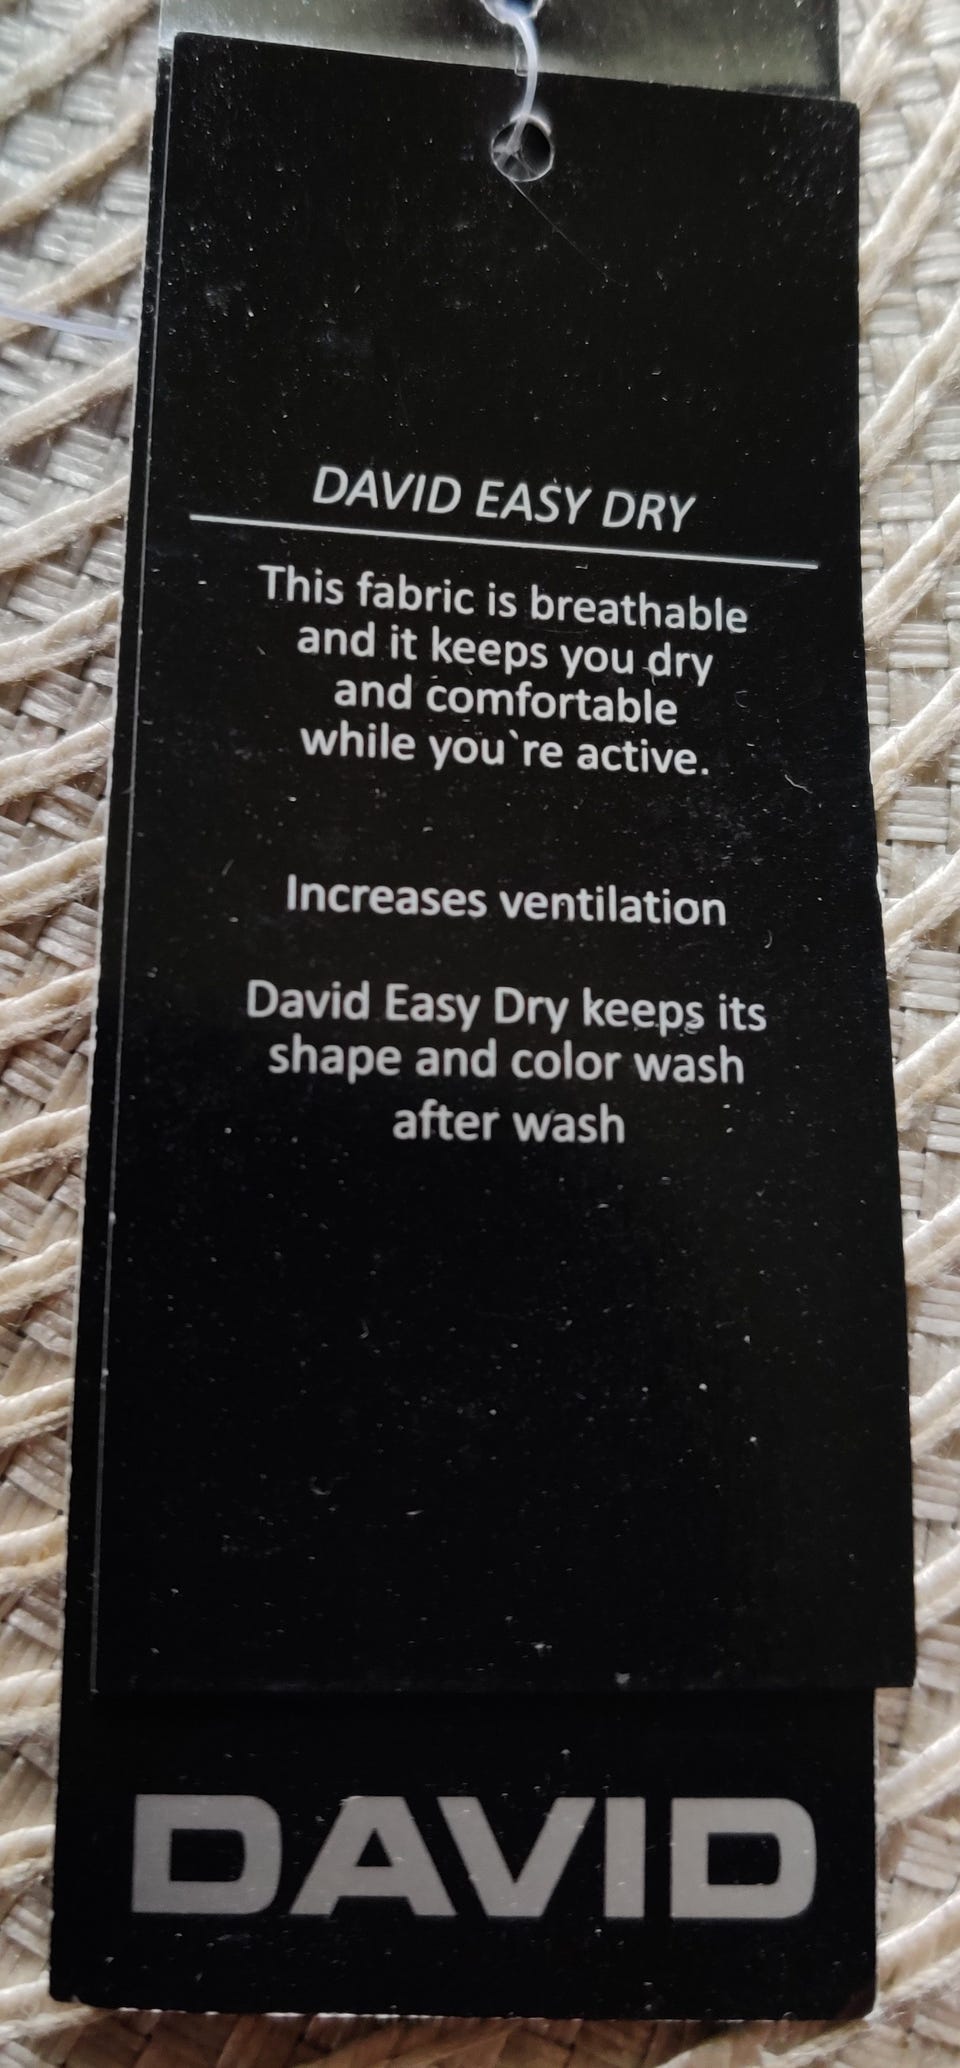 DAVID EASY DRY
This fabric is breathable
and it keeps you dry
and comfortable
while you`re active.
Increases ventilation
David Easy Dry keeps its
shape and color wash
after wash
DAVID